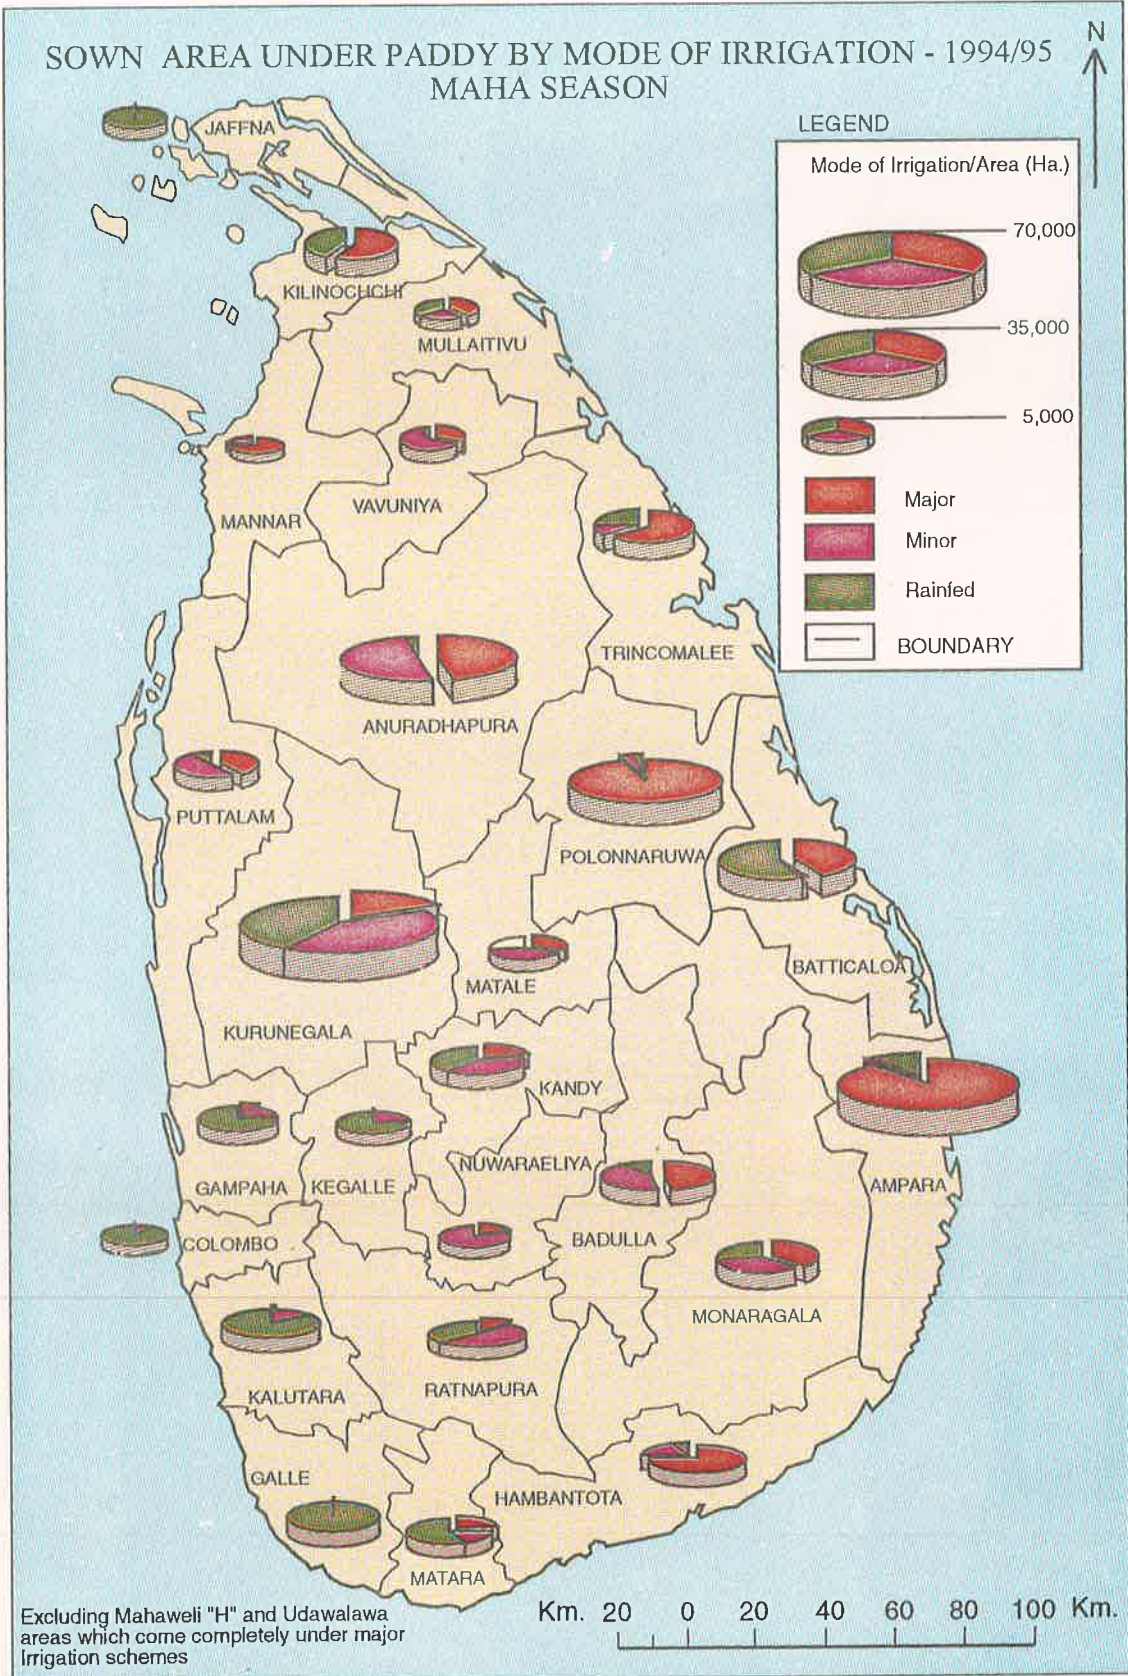 SOWN AREA UNDER PADDY BY MODE OF IRRIGATION - 1994/95
MAHA SEASON
N
LEGEND
Mode of Irrigation/Area (Ha.)
70,000
35,000
5,000
Major
Minor
Rainfed
BOUNDARY
JAFFNA
KILINOCHCHI
MULLAITIVU
MANNAR
VAVUNIYA
TRINCOMALEE
ANURADHAPURA
PUTTALAM
POLONNARUWA
BATTICALOA
MATALE
KURUNEGALA
KANDY
NUWARAELIYA
GAMPAHA
KEGALLE
AMPARA
COLOMBO
BADULLA
MONARAGALA
KALUTARA
RATNAPURA
GALLE
HAMBANTOTA
MATARA
Excluding Mahaweli "H" and Udawalawa
areas which come completely under major
Irrigation schemes
Km. 20 0 20 40 60 80 100 Km.